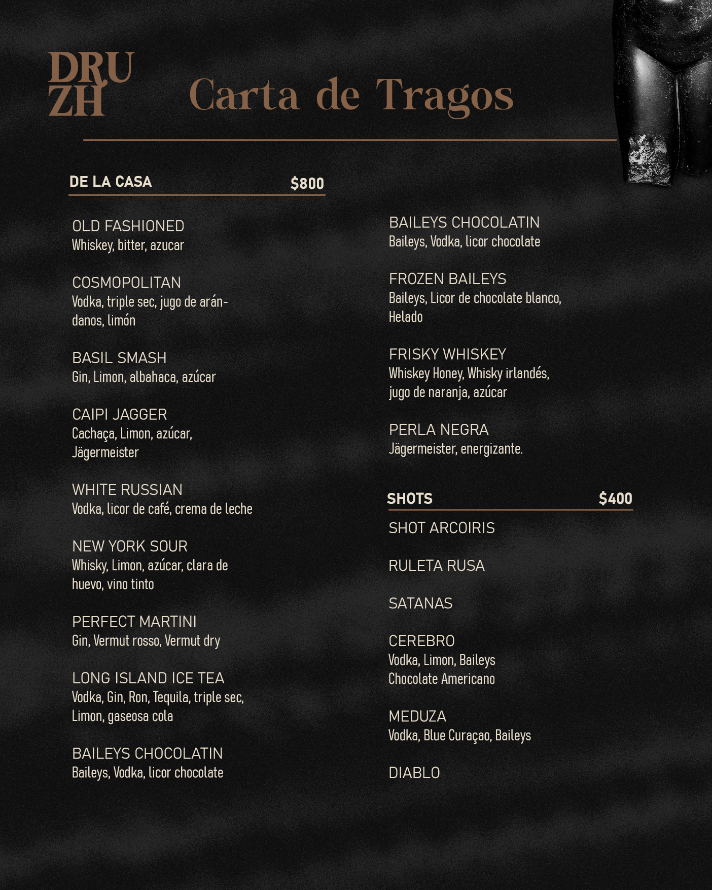 DRU
ZH
Carta de Tragos
DE LA CASA $800
OLD FASHIONED
Whiskey, bitter, azucar
COSMOPOLITAN
Vodka, triple sec, jugo de arán-
danos, limón
BASIL SMASH
Gin, Limon, albahaca, azúcar
CAIPI JAGGER
Cachaça, Limon, azúcar,
Jägermeister
WHITE RUSSIAN
Vodka, licor de café, crema de leche
NEW YORK SOUR
Whisky, Limon, azúcar, clara de
huevo, vino tinto
PERFECT MARTINI
Gin, Vermut rosso, Vermut dry
LONG ISLAND ICE TEA
Vodka, Gin, Ron, Tequila, triple sec,
Limon, gaseosa cola
BAILEYS CHOCOLATIN
Baileys, Vodka, licor chocolate
BAILEYS CHOCOLATIN
Baileys, Vodka, licor chocolate
FROZEN BAILEYS
Baileys, Licor de chocolate blanco,
Helado
FRISKY WHISKEY
Whiskey Honey, Whisky irlandés,
jugo de naranja, azúcar
PERLA NEGRA
Jägermeister, energizante.
SHOTS $400
SHOT ARCOIRIS
RULETA RUSA
SATANAS
CEREBRO
Vodka, Limon, Baileys
Chocolate Americano
MEDUZA
Vodka, Blue Curaçao, Baileys
DIABLO